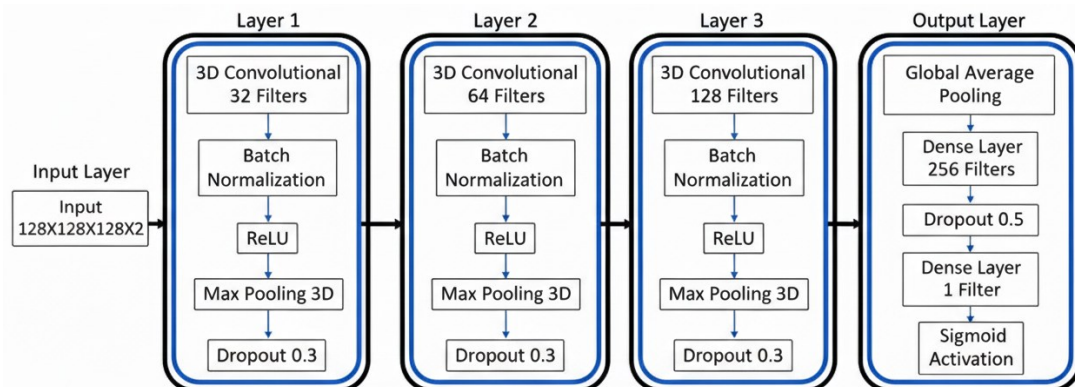 Input Layer
Input
128X128X128X2
Layer 1
3D Convolutional
32 Filters
Batch
Normalization
ReLU
Max Pooling 3D
Dropout 0.3
Layer 2
3D Convolutional
64 Filters
Batch
Normalization
ReLU
Max Pooling 3D
Dropout 0.3
Layer 3
3D Convolutional
128 Filters
Batch
Normalization
ReLU
Max Pooling 3D
Dropout 0.3
Output Layer
Global Average
Pooling
Dense Layer
256 Filters
Dropout 0.5
Dense Layer
1 Filter
Sigmoid
Activation